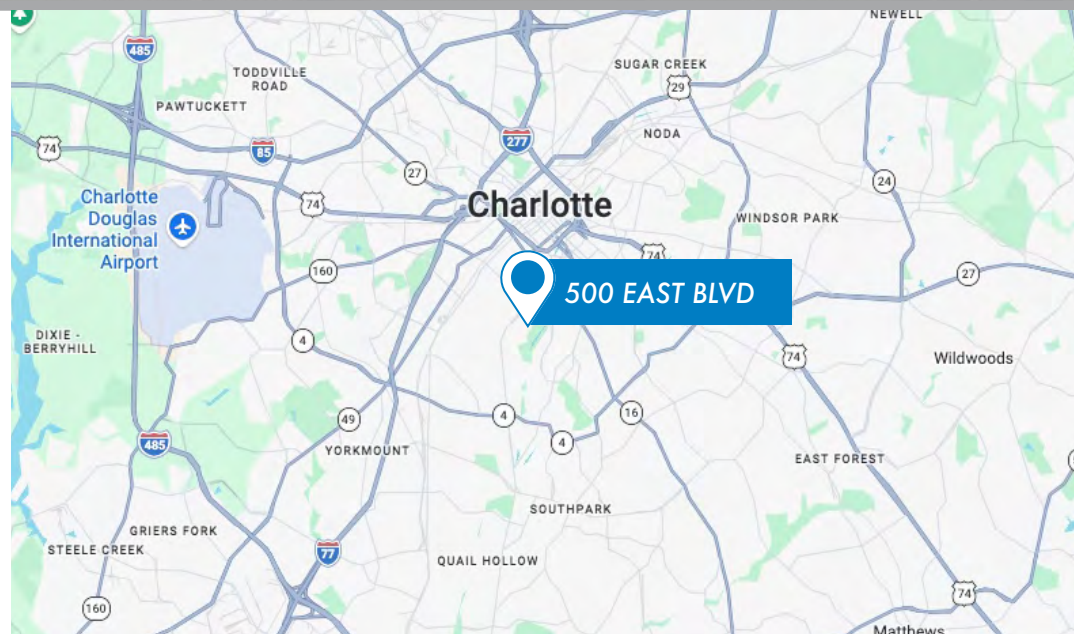 NEWELL
485
TODDVILLE
ROAD
SUGAR CREEK
29
PAWTUCKETT
NODA
277
74
85
27
24
Charlotte
Douglas
International
Airport
74
Charlotte
WINDSOR PARK
74
160
27
500 EAST BLVD
DIXIE -
BERRYHILL
4
74
Wildwoods
49
4
16
4
485
YORKMOUNT
EAST FOREST
SOUTHPARK
GRIERS FORK
STEELE CREEK
77
QUAIL HOLLOW
160
74
Matthews